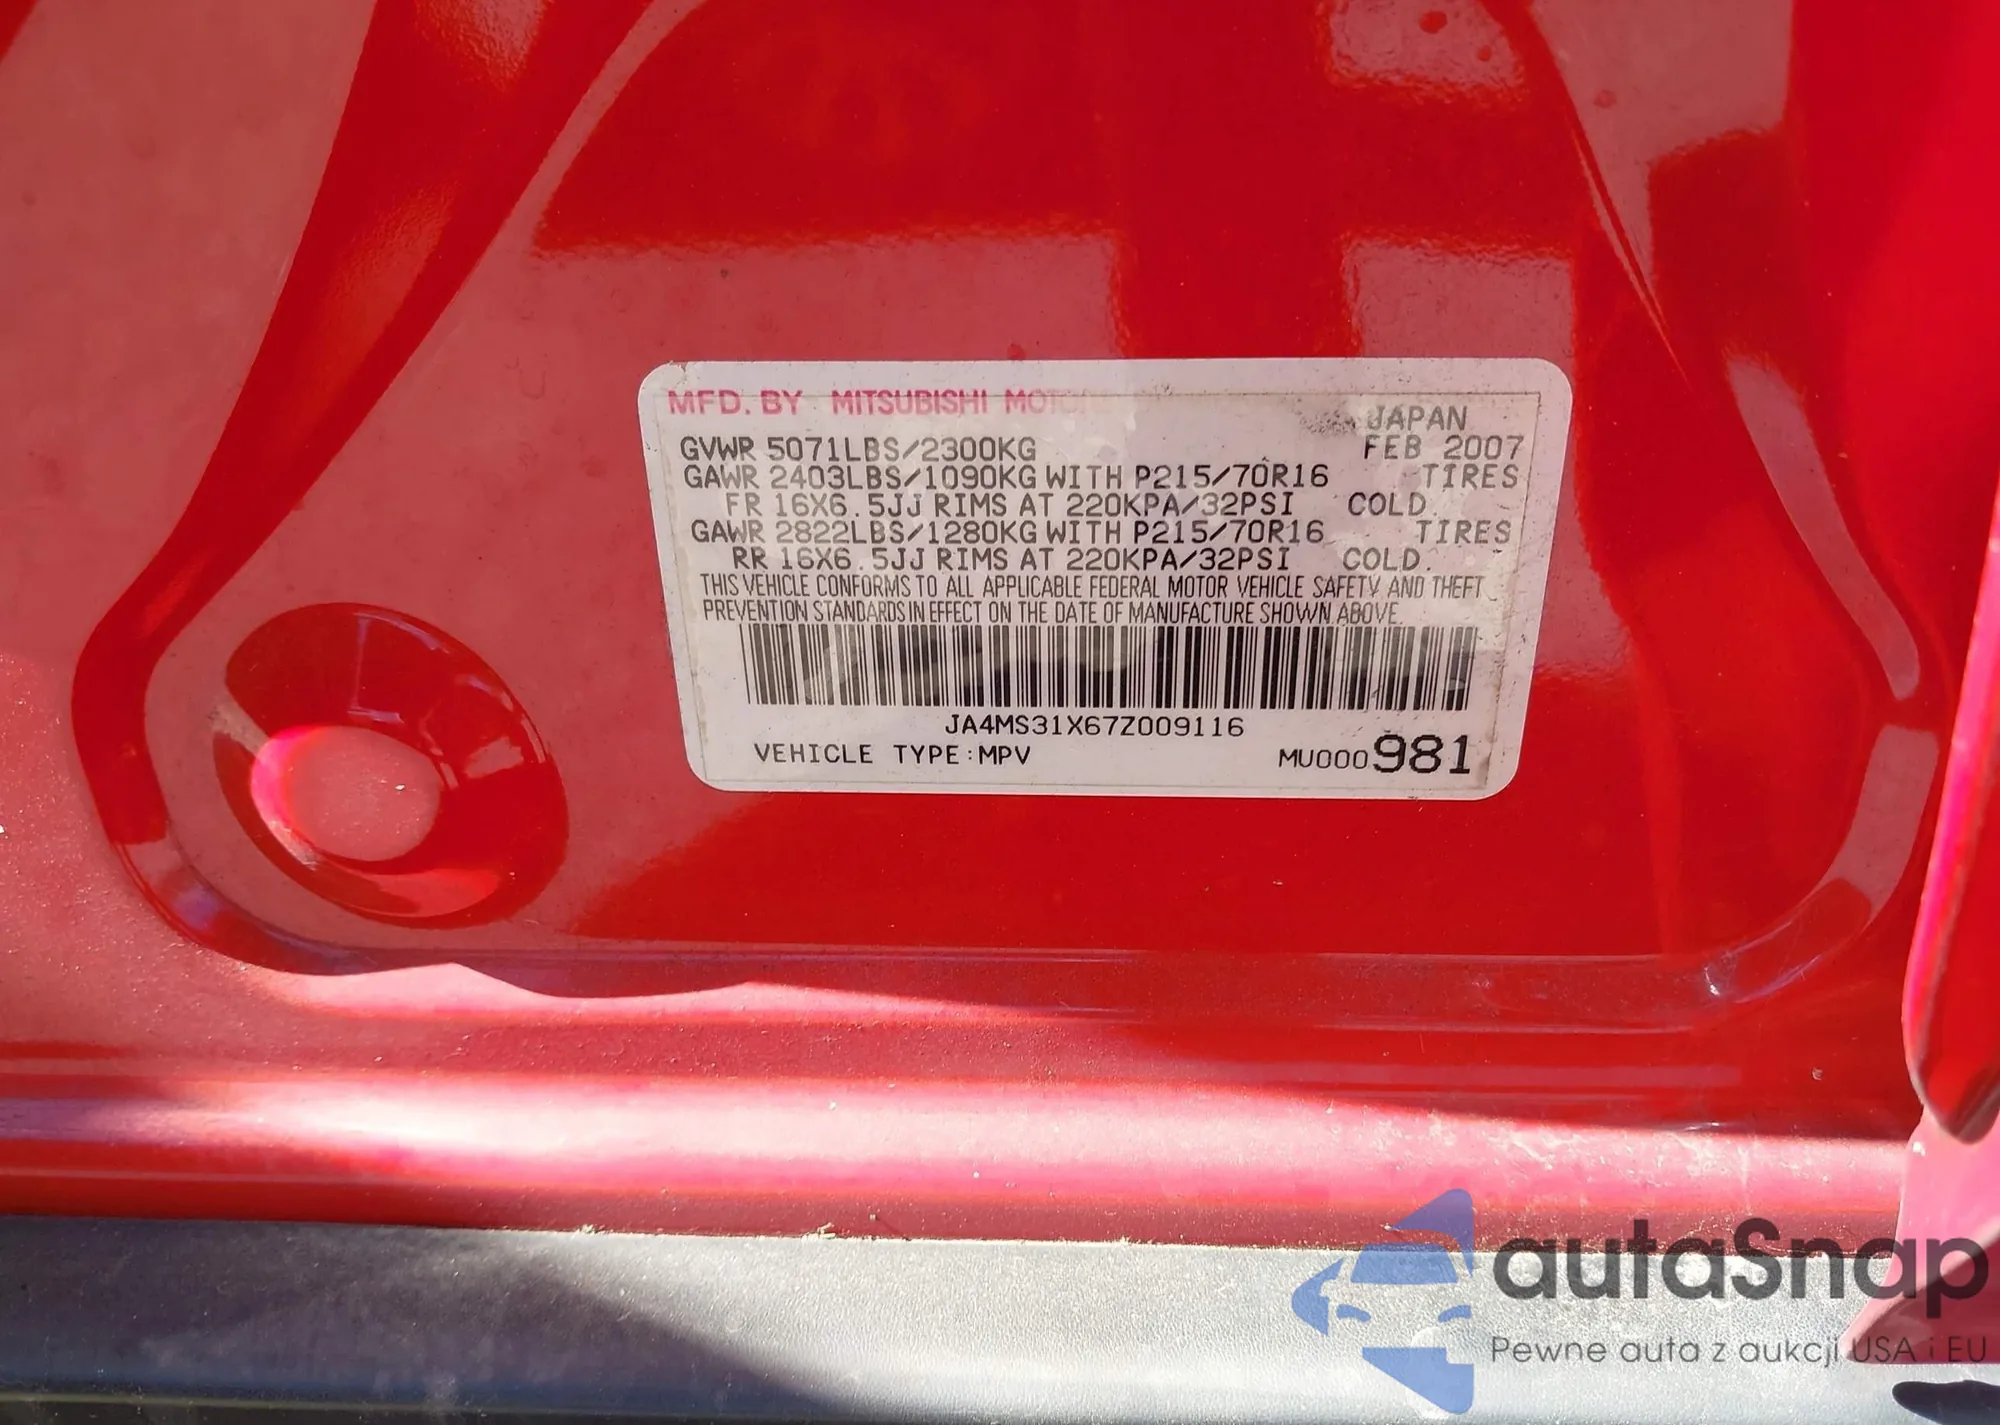 MFD. BY MITSUBISHI MOTORS
JAPAN
GVWR 5071LBS/2300KG FEB 2007
GAWR 2403LBS/1090KG WITH P215/70R16 TIRES
FR 16X6.5JJ RIMS AT 220KPA/32PSI COLD.
GAWR 2822LBS/1280KG WITH P215/70R16 TIRES
RR 16X6.5JJ RIMS AT 220KPA/32PSI COLD.
THIS VEHICLE CONFORMS TO ALL APPLICABLE FEDERAL MOTOR VEHICLE SAFETY AND THEFT
PREVENTION STANDARDS IN EFFECT ON THE DATE OF MANUFACTURE SHOWN ABOVE.
JA4MS31X67Z009116
VEHICLE TYPE:MPV MU000981
autaSnap
Pewne auta z aukcji USA i EU